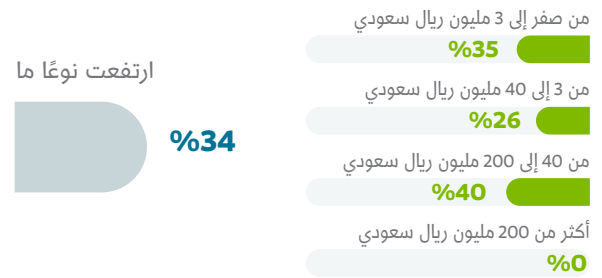 من صفر إلى 3 مليون ريال سعودي
%35
من 3 إلى 40 مليون ريال سعودي
%26
من 40 إلى 200 مليون ريال سعودي
%40
أكثر من 200 مليون ريال سعودي
%0
ارتفعت نوعًا ما
%34